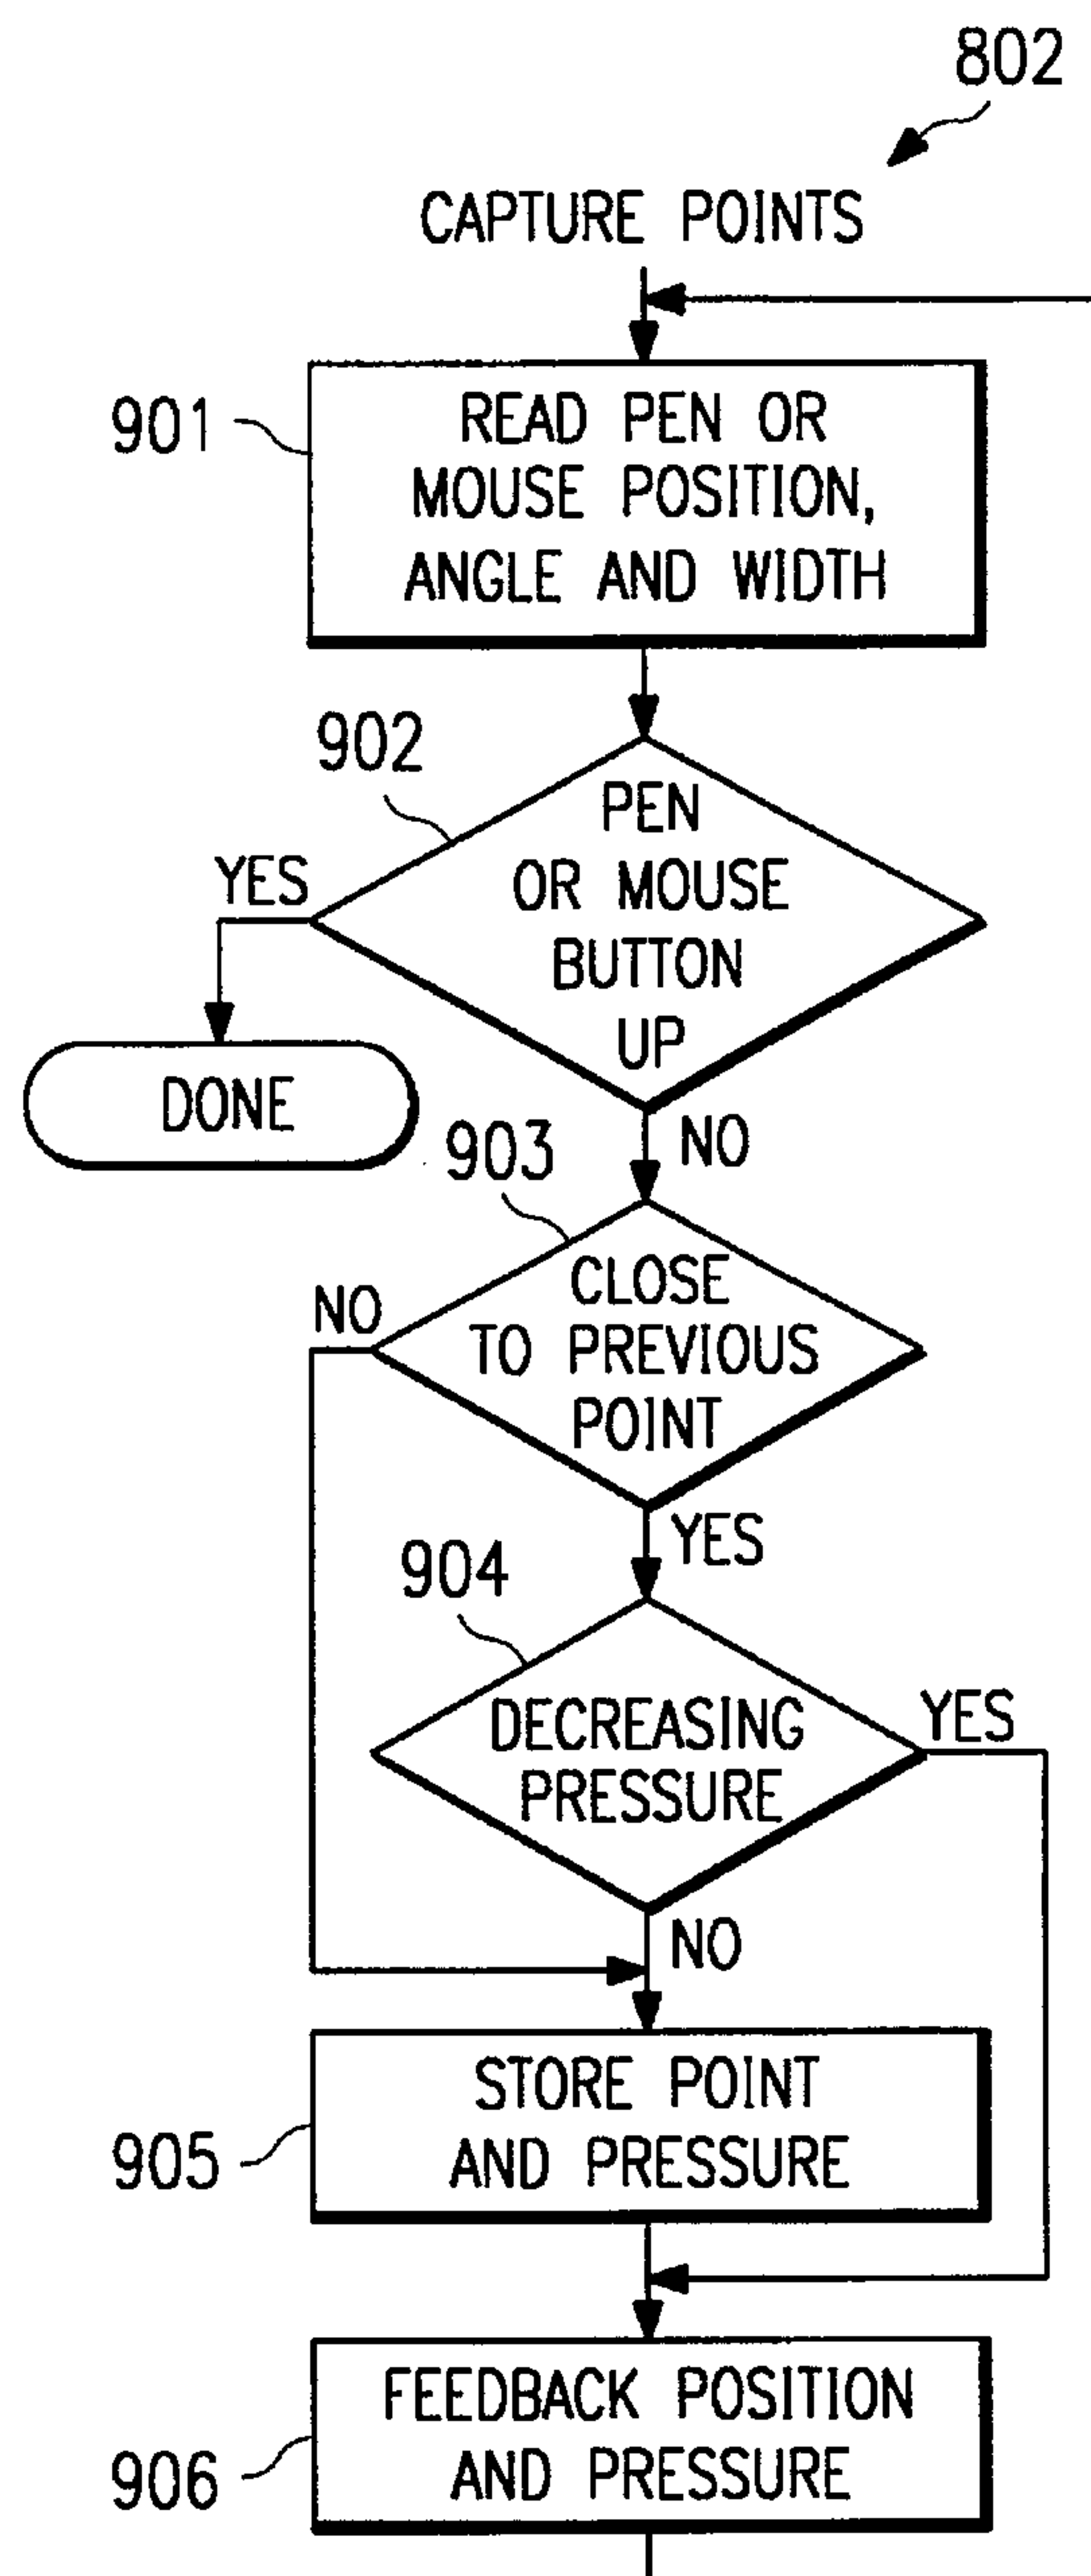 802
CAPTURE POINTS
901
READ PEN OR
MOUSE POSITION,
ANGLE AND WIDTH
902
PEN
OR MOUSE
BUTTON
UP
YES
DONE
NO
903
CLOSE
TO PREVIOUS
POINT
NO
YES
904
DECREASING
PRESSURE
YES
NO
905
STORE POINT
AND PRESSURE
906
FEEDBACK POSITION
AND PRESSURE